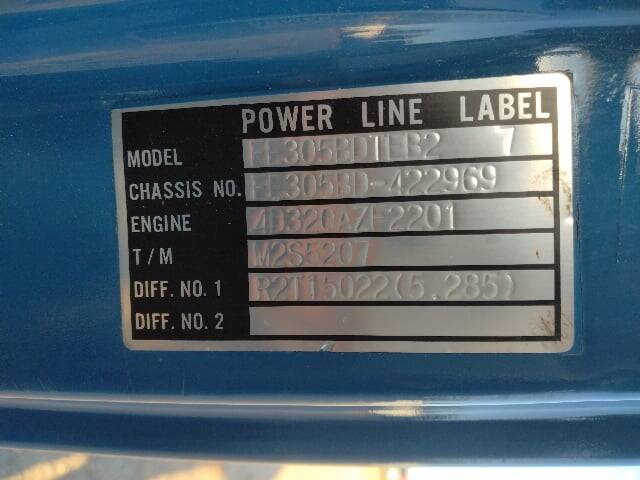 POWER LINE LABEL
MODEL FE305BDTEB2 7
CHASSIS NO. FE305BD-422969
ENGINE 4D320AZF2201
T/M M2S5207
DIFF. NO. 1 R2T15022(5.285)
DIFF. NO. 2